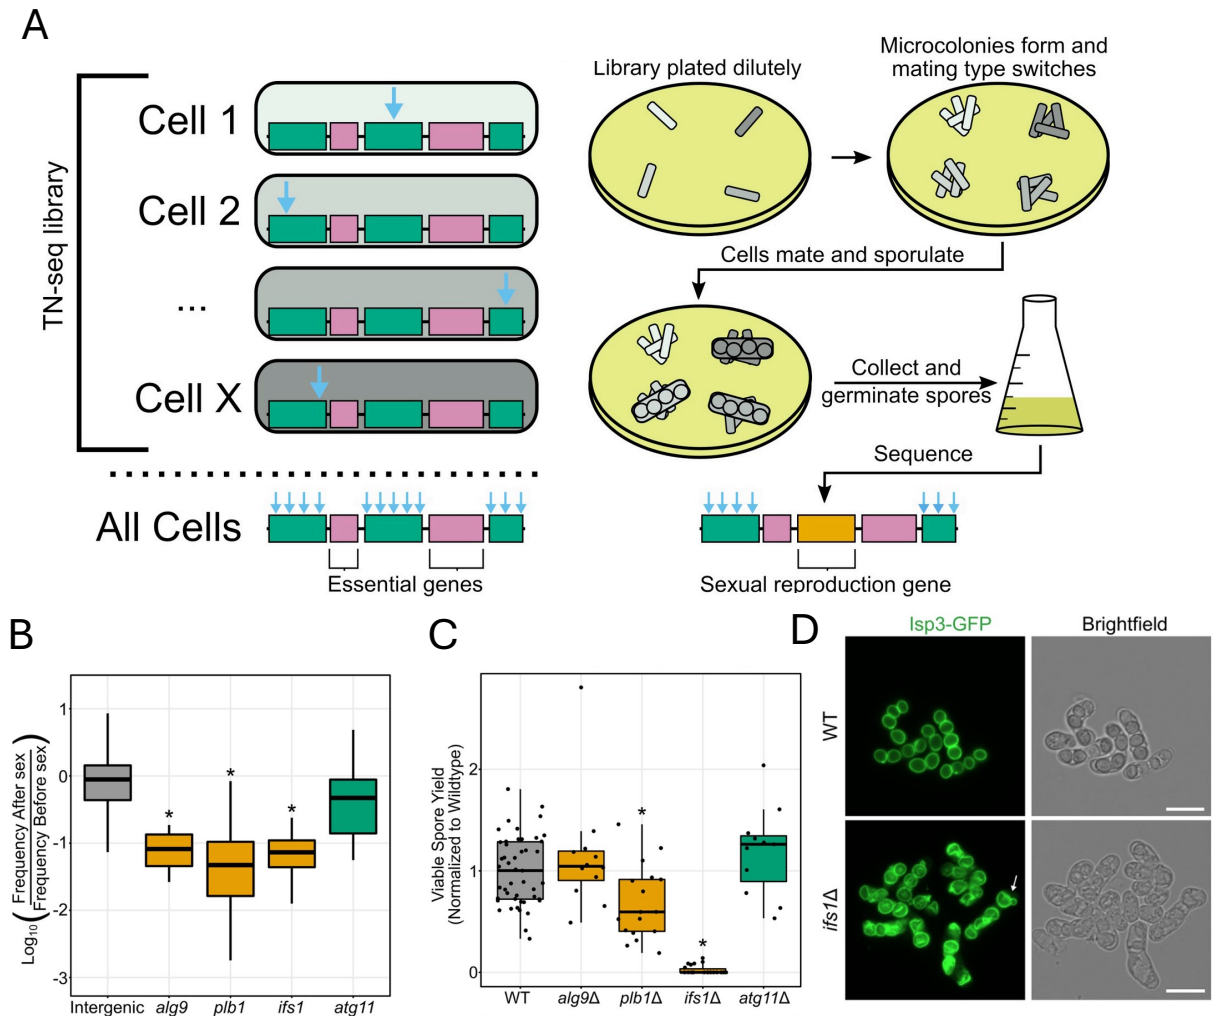 A
TN-seq library
Cell 1
Cell 2
...
Cell X
All Cells
Essential genes
Library plated dilutely
Microcolonies form and
mating type switches
Cells mate and sporulate
Collect and
germinate spores
Sequence
Sexual reproduction gene
B
Log10(Frequency After sex
Frequency Before sex)
1
0
-1
-2
-3
*
*
*
Intergenic alg9 plb1 ifs1 atg11
C
Viable Spore Yield
(Normalized to Wildtype)
2
1
0
*
*
WT alg9Δ plb1Δ ifs1Δ atg11Δ
D
Isp3-GFP Brightfield
WT
ifs1Δ